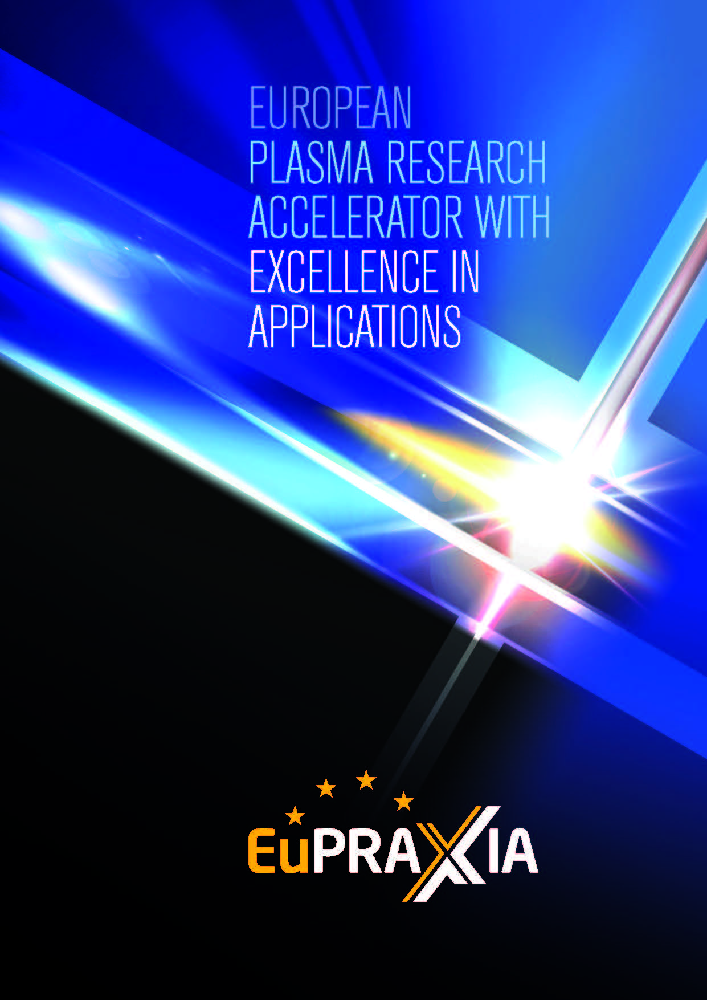 EUROPEAN
PLASMA RESEARCH
ACCELERATOR WITH
EXCELLENCE IN
APPLICATIONS
EuPRAXIA